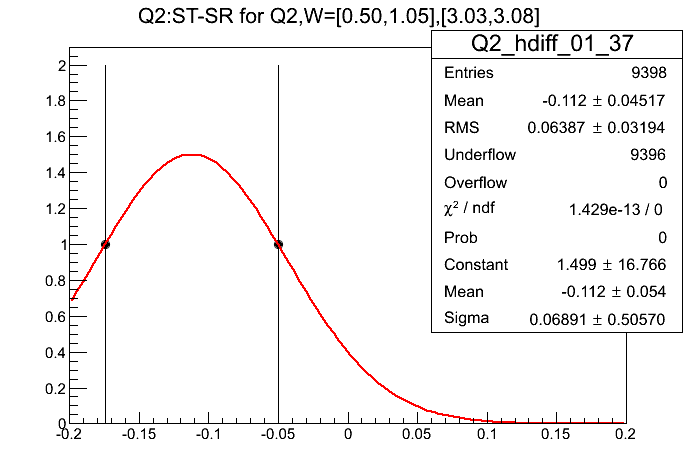 Q2:ST-SR for Q2,W=[0.50,1.05],[3.03,3.08]
Q2_hdiff_01_37
Entries 9398
Mean -0.112 ± 0.04517
RMS 0.06387 ± 0.03194
Underflow 9396
Overflow 0
χ² / ndf 1.429e-13 / 0
Prob 0
Constant 1.499 ± 16.766
Mean -0.112 ± 0.054
Sigma 0.06891 ± 0.50570
2
1.8
1.6
1.4
1.2
1
0.8
0.6
0.4
0.2
0
-0.2 -0.15 -0.1 -0.05 0 0.05 0.1 0.15 0.2